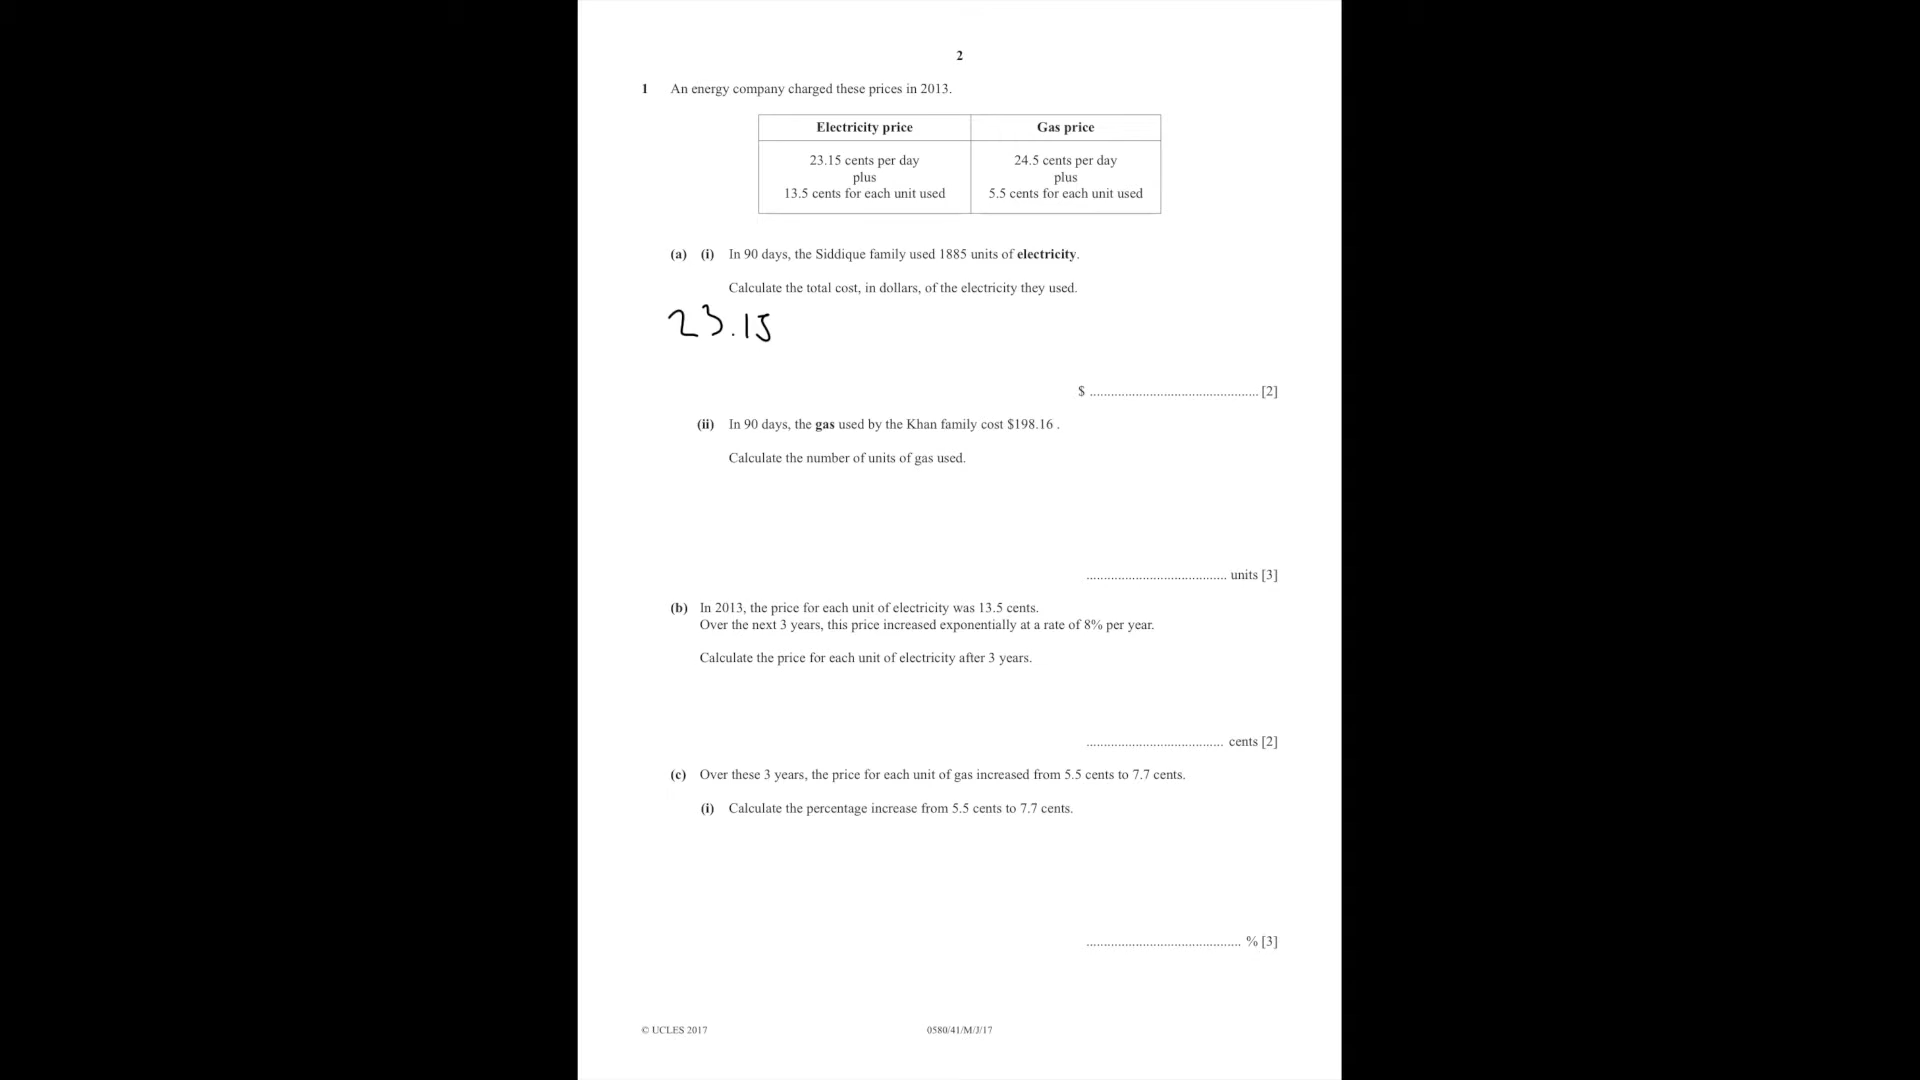 2
1 An energy company charged these prices in 2013.
Electricity price Gas price
23.15 cents per day 24.5 cents per day
plus plus
13.5 cents for each unit used 5.5 cents for each unit used
(a) (i) In 90 days, the Siddique family used 1885 units of electricity.
Calculate the total cost, in dollars, of the electricity they used.
23.15
$ ................................................ [2]
(ii) In 90 days, the gas used by the Khan family cost $198.16 .
Calculate the number of units of gas used.
........................................ units [3]
(b) In 2013, the price for each unit of electricity was 13.5 cents.
Over the next 3 years, this price increased exponentially at a rate of 8% per year.
Calculate the price for each unit of electricity after 3 years.
....................................... cents [2]
(c) Over these 3 years, the price for each unit of gas increased from 5.5 cents to 7.7 cents.
(i) Calculate the percentage increase from 5.5 cents to 7.7 cents.
............................................ % [3]
© UCLES 2017 0580/41/M/J/17